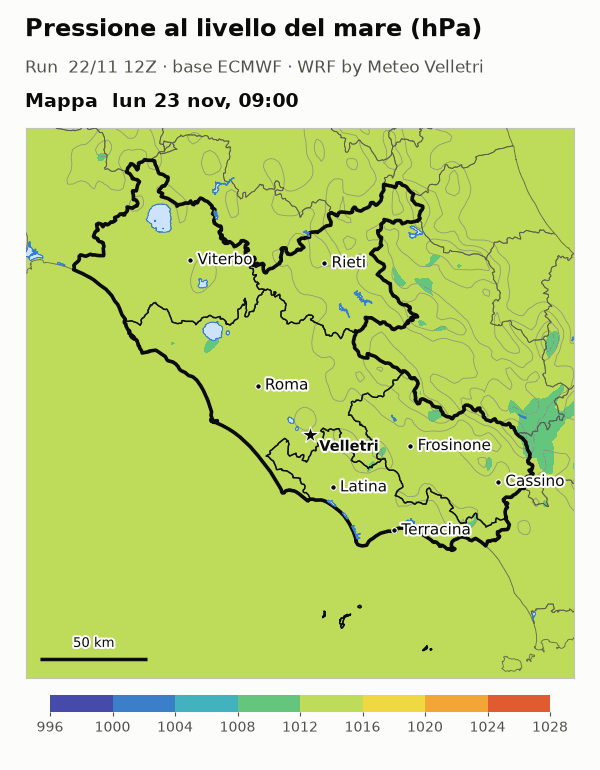 Pressione al livello del mare (hPa)
Run  22/11 12Z · base ECMWF · WRF by Meteo Velletri
Mappa  lun 23 nov, 09:00
Viterbo
Rieti
Roma
Velletri
Frosinone
Cassino
Latina
Terracina
50 km
996 1000 1004 1008 1012 1016 1020 1024 1028